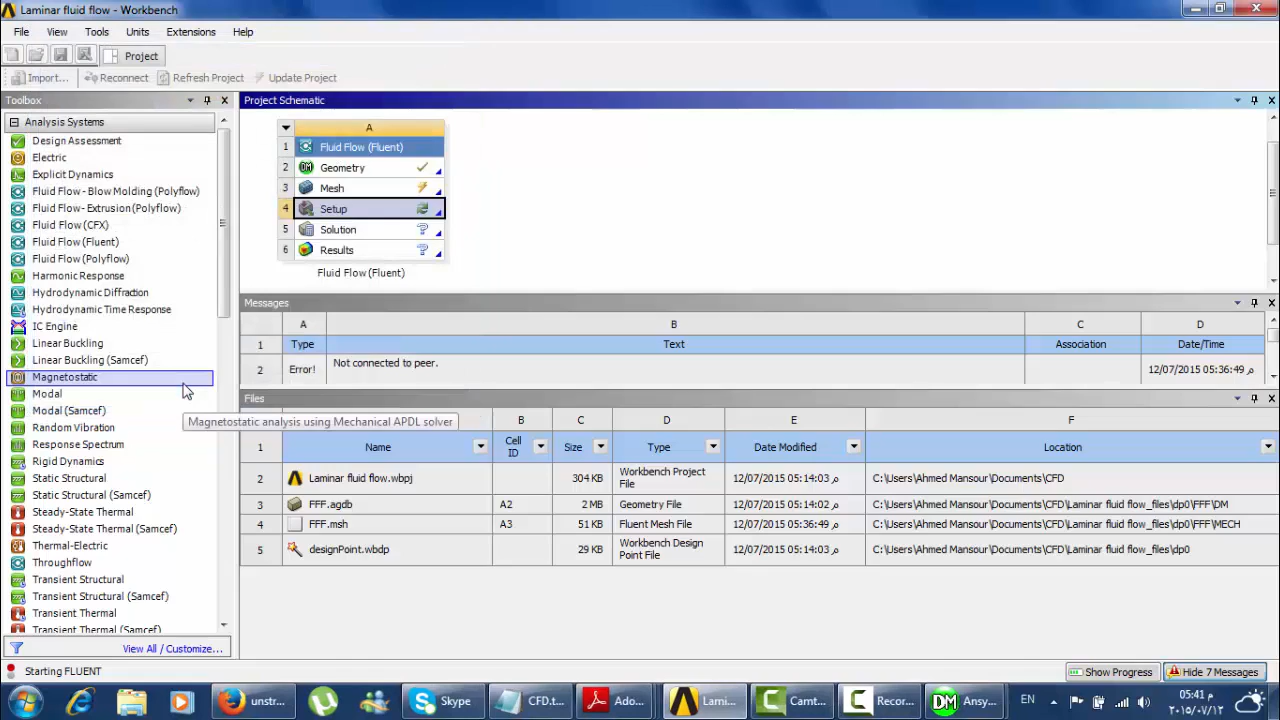 Laminar fluid flow - Workbench
File View Tools Units Extensions Help
Project
Import... Reconnect Refresh Project Update Project
Toolbox
Analysis Systems
Design Assessment
Electric
Explicit Dynamics
Fluid Flow - Blow Molding (Polyflow)
Fluid Flow - Extrusion (Polyflow)
Fluid Flow (CFX)
Fluid Flow (Fluent)
Fluid Flow (Polyflow)
Harmonic Response
Hydrodynamic Diffraction
Hydrodynamic Time Response
IC Engine
Linear Buckling
Linear Buckling (Samcef)
Magnetostatic
Modal
Modal (Samcef)
Random Vibration
Response Spectrum
Rigid Dynamics
Static Structural
Static Structural (Samcef)
Steady-State Thermal
Steady-State Thermal (Samcef)
Thermal-Electric
Throughflow
Transient Structural
Transient Structural (Samcef)
Transient Thermal
Transient Thermal (Samcef)
View All / Customize...
Magnetostatic analysis using Mechanical APDL solver
Project Schematic
A
1 Fluid Flow (Fluent)
2 Geometry
3 Mesh
4 Setup
5 Solution ?
6 Results ?
Fluid Flow (Fluent)
Messages
A B C D
1 Type Text Association Date/Time
2 Error! Not connected to peer. 12/07/2015 05:36:49 م
Files
B C D E F
1 Name Cell ID Size Type Date Modified Location
2 Laminar fluid flow.wbpj 304 KB Workbench Project File 12/07/2015 05:14:03 م C:\Users\Ahmed Mansour\Documents\CFD
3 FFF.agdb A2 2 MB Geometry File 12/07/2015 05:14:02 م C:\Users\Ahmed Mansour\Documents\CFD\Laminar fluid flow_files\dp0\FFF\DM
4 FFF.msh A3 51 KB Fluent Mesh File 12/07/2015 05:36:49 م C:\Users\Ahmed Mansour\Documents\CFD\Laminar fluid flow_files\dp0\FFF\MECH
5 designPoint.wbdp 29 KB Workbench Design Point File 12/07/2015 05:14:03 م C:\Users\Ahmed Mansour\Documents\CFD\Laminar fluid flow_files\dp0
Starting FLUENT Show Progress Hide 7 Messages
unstr... Skype CFD.t... Ado... Lami... Camt... Reco... Ansy... EN
05:41 م
٢٠١٥/٠٧/١٢